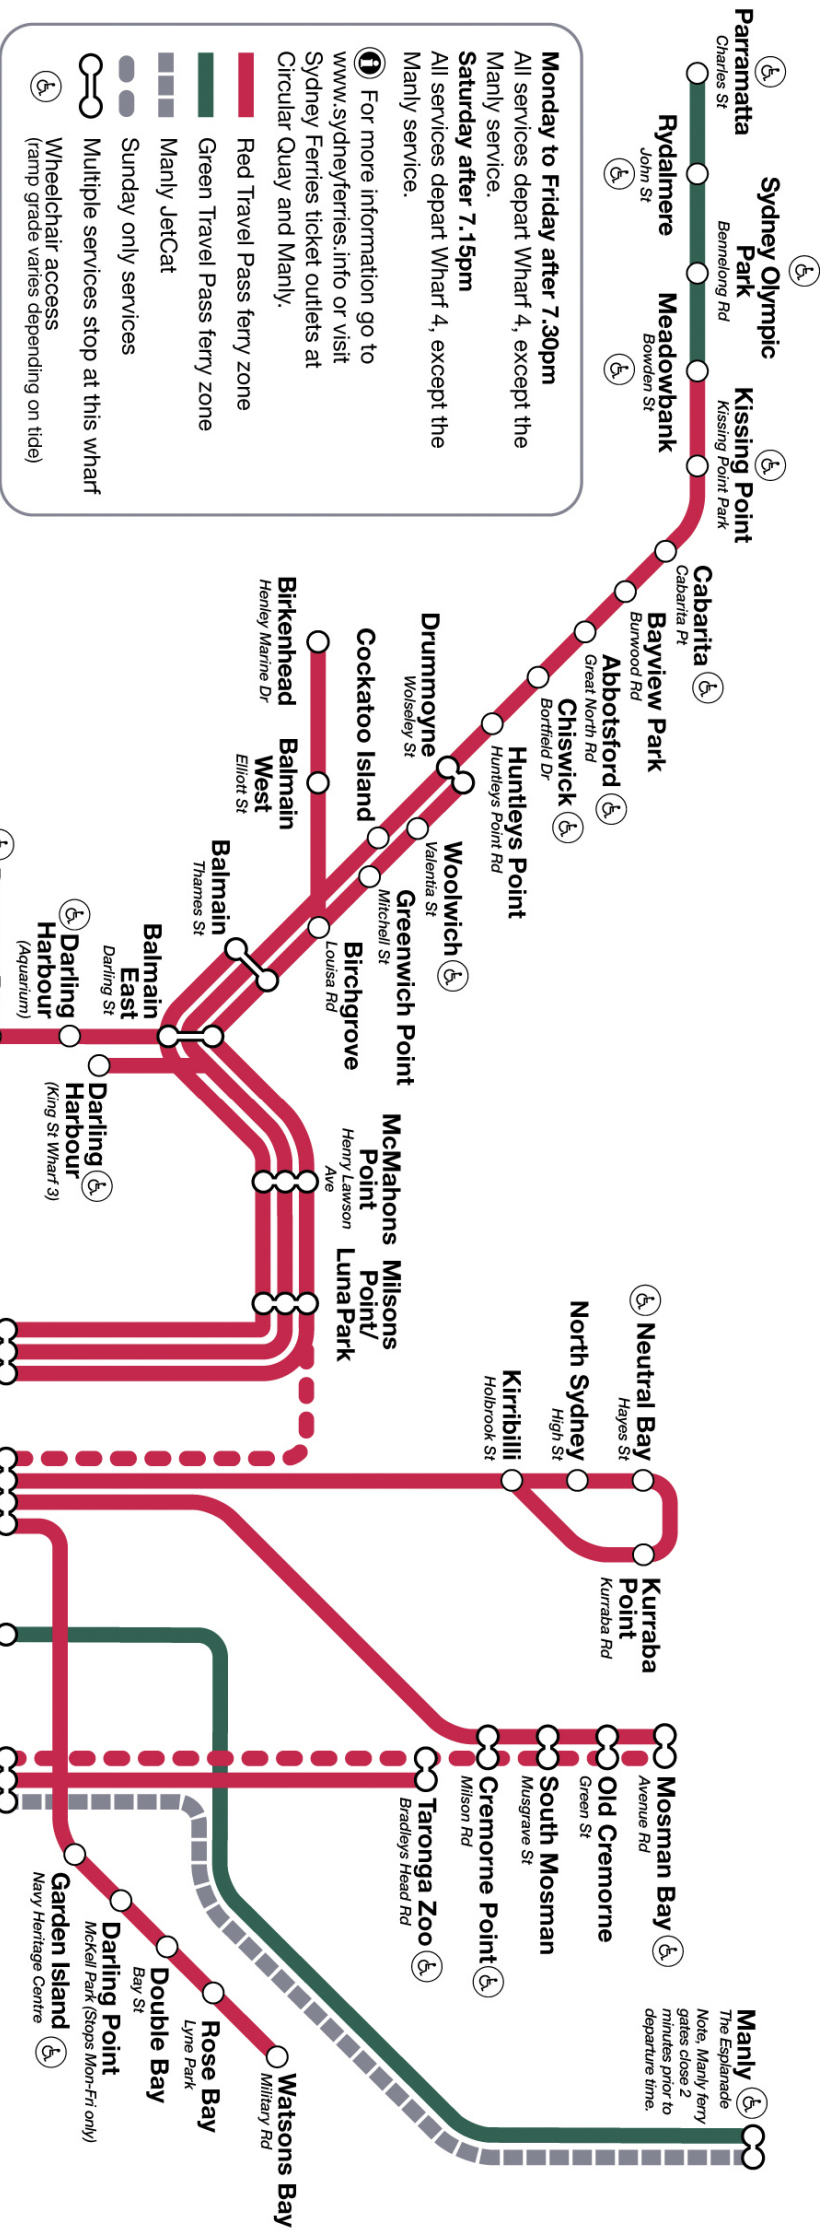 Parramatta
Charles St
Rydalmere
John St
Sydney Olympic
Park
Bennelong Rd
Meadowbank
Bowden St
Kissing Point
Kissing Point Park
Cabarita
Cabarita Pt
Bayview Park
Burwood Rd
Abbotsford
Great North Rd
Chiswick
Bortfield Dr
Huntleys Point
Huntleys Point Rd
Drummoyne
Wolseley St
Woolwich
Valentia St
Cockatoo Island
Greenwich Point
Mitchell St
Birkenhead
Henley Marine Dr
Balmain
West
Elliott St
Birchgrove
Louisa Rd
Balmain
Thames St
Balmain
East
Darling St
Darling
Harbour
(Aquarium)
Darling
Harbour
(King St Wharf 3)
McMahons
Point
Henry Lawson
Ave
Milsons
Point/
Luna Park
Neutral Bay
Hayes St
North Sydney
High St
Kirribilli
Holbrook St
Kurraba
Point
Kurraba Rd
Mosman Bay
Avenue Rd
Old Cremorne
Green St
South Mosman
Musgrave St
Cremorne Point
Milson Rd
Taronga Zoo
Bradleys Head Rd
Manly
The Esplanade
Note, Manly ferry
gates close 2
minutes prior to
departure time.
Garden Island
Navy Heritage Centre
Darling Point
McKell Park (Stops Mon-Fri only)
Double Bay
Bay St
Rose Bay
Lyne Park
Watsons Bay
Military Rd
Monday to Friday after 7.30pm
All services depart Wharf 4, except the
Manly service.
Saturday after 7.15pm
All services depart Wharf 4, except the
Manly service.
For more information go to
www.sydneyferries.info or visit
Sydney Ferries ticket outlets at
Circular Quay and Manly.
Red Travel Pass ferry zone
Green Travel Pass ferry zone
Manly JetCat
Sunday only services
Multiple services stop at this wharf
Wheelchair access
(ramp grade varies depending on tide)